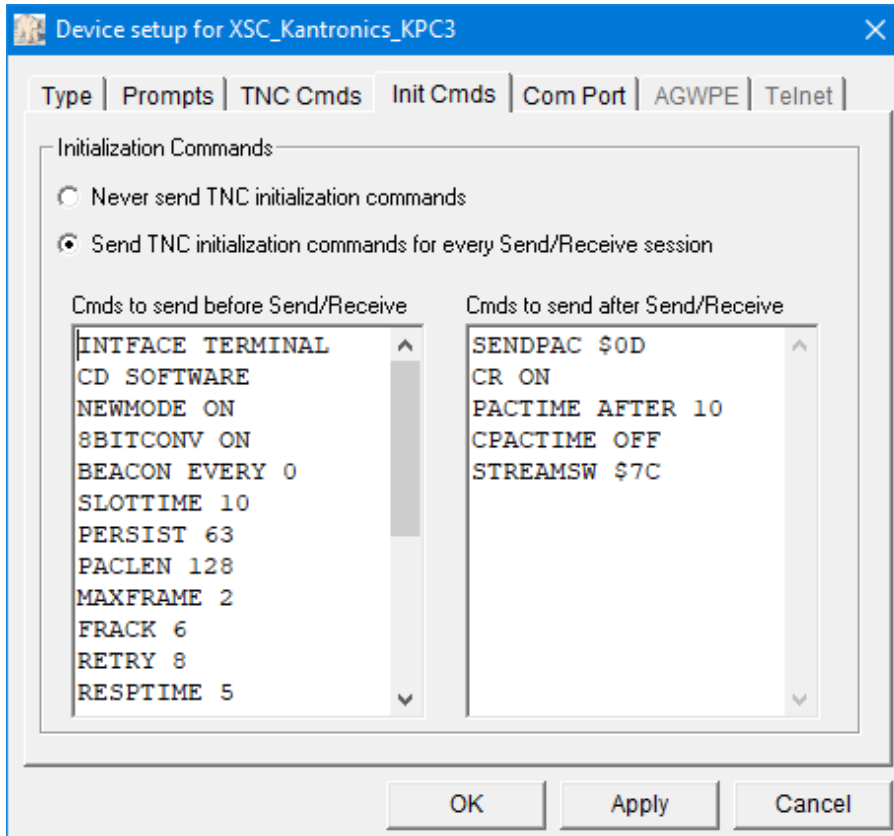 Device setup for XSC_Kantronics_KPC3
Type Prompts TNC Cmds Init Cmds Com Port AGWPE Telnet
Initialization Commands
Never send TNC initialization commands
Send TNC initialization commands for every Send/Receive session
Cmds to send before Send/Receive
INTFACE TERMINAL
CD SOFTWARE
NEWMODE ON
8BITCONV ON
BEACON EVERY 0
SLOTTIME 10
PERSIST 63
PACLEN 128
MAXFRAME 2
FRACK 6
RETRY 8
RESPTIME 5
Cmds to send after Send/Receive
SENDPAC $0D
CR ON
PACTIME AFTER 10
CPACTIME OFF
STREAMSW $7C
OK Apply Cancel